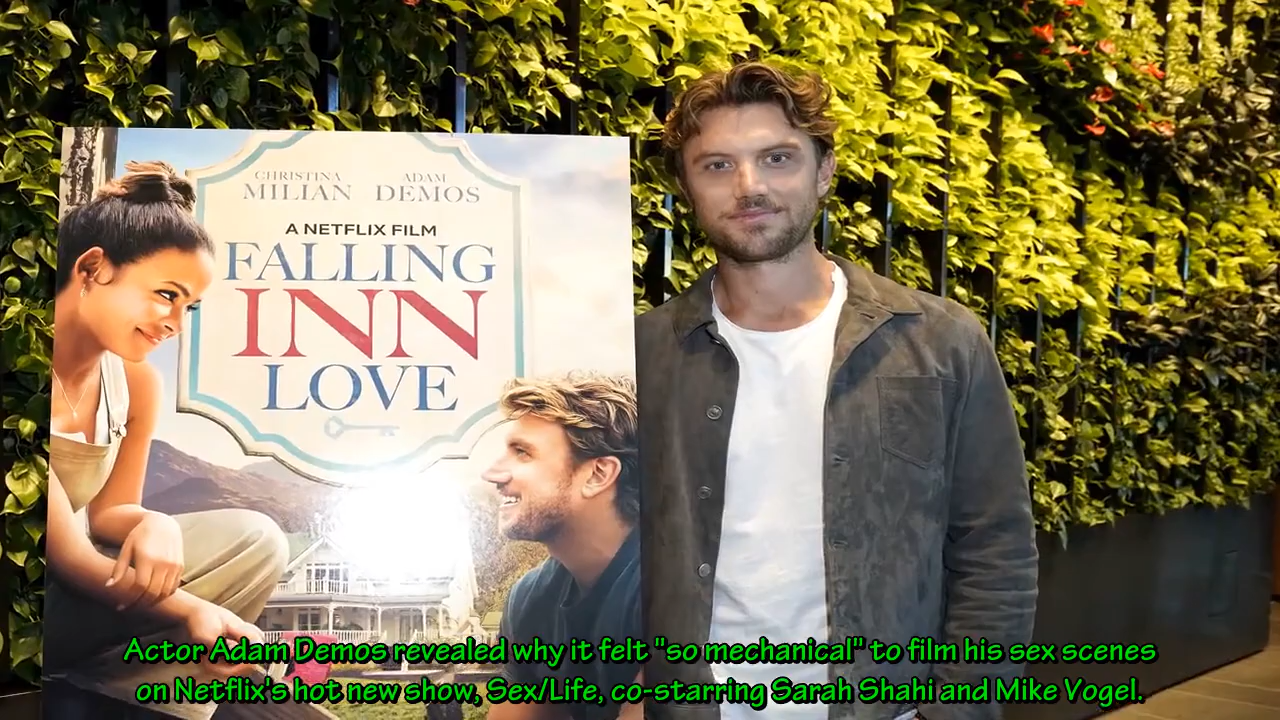 CHRISTINA ADAM
MILIAN DEMOS
A NETFLIX FILM
FALLING
INN
LOVE
Actor Adam Demos revealed why it felt "so mechanical" to film his sex scenes
on Netflix's hot new show, Sex/Life, co-starring Sarah Shahi and Mike Vogel.